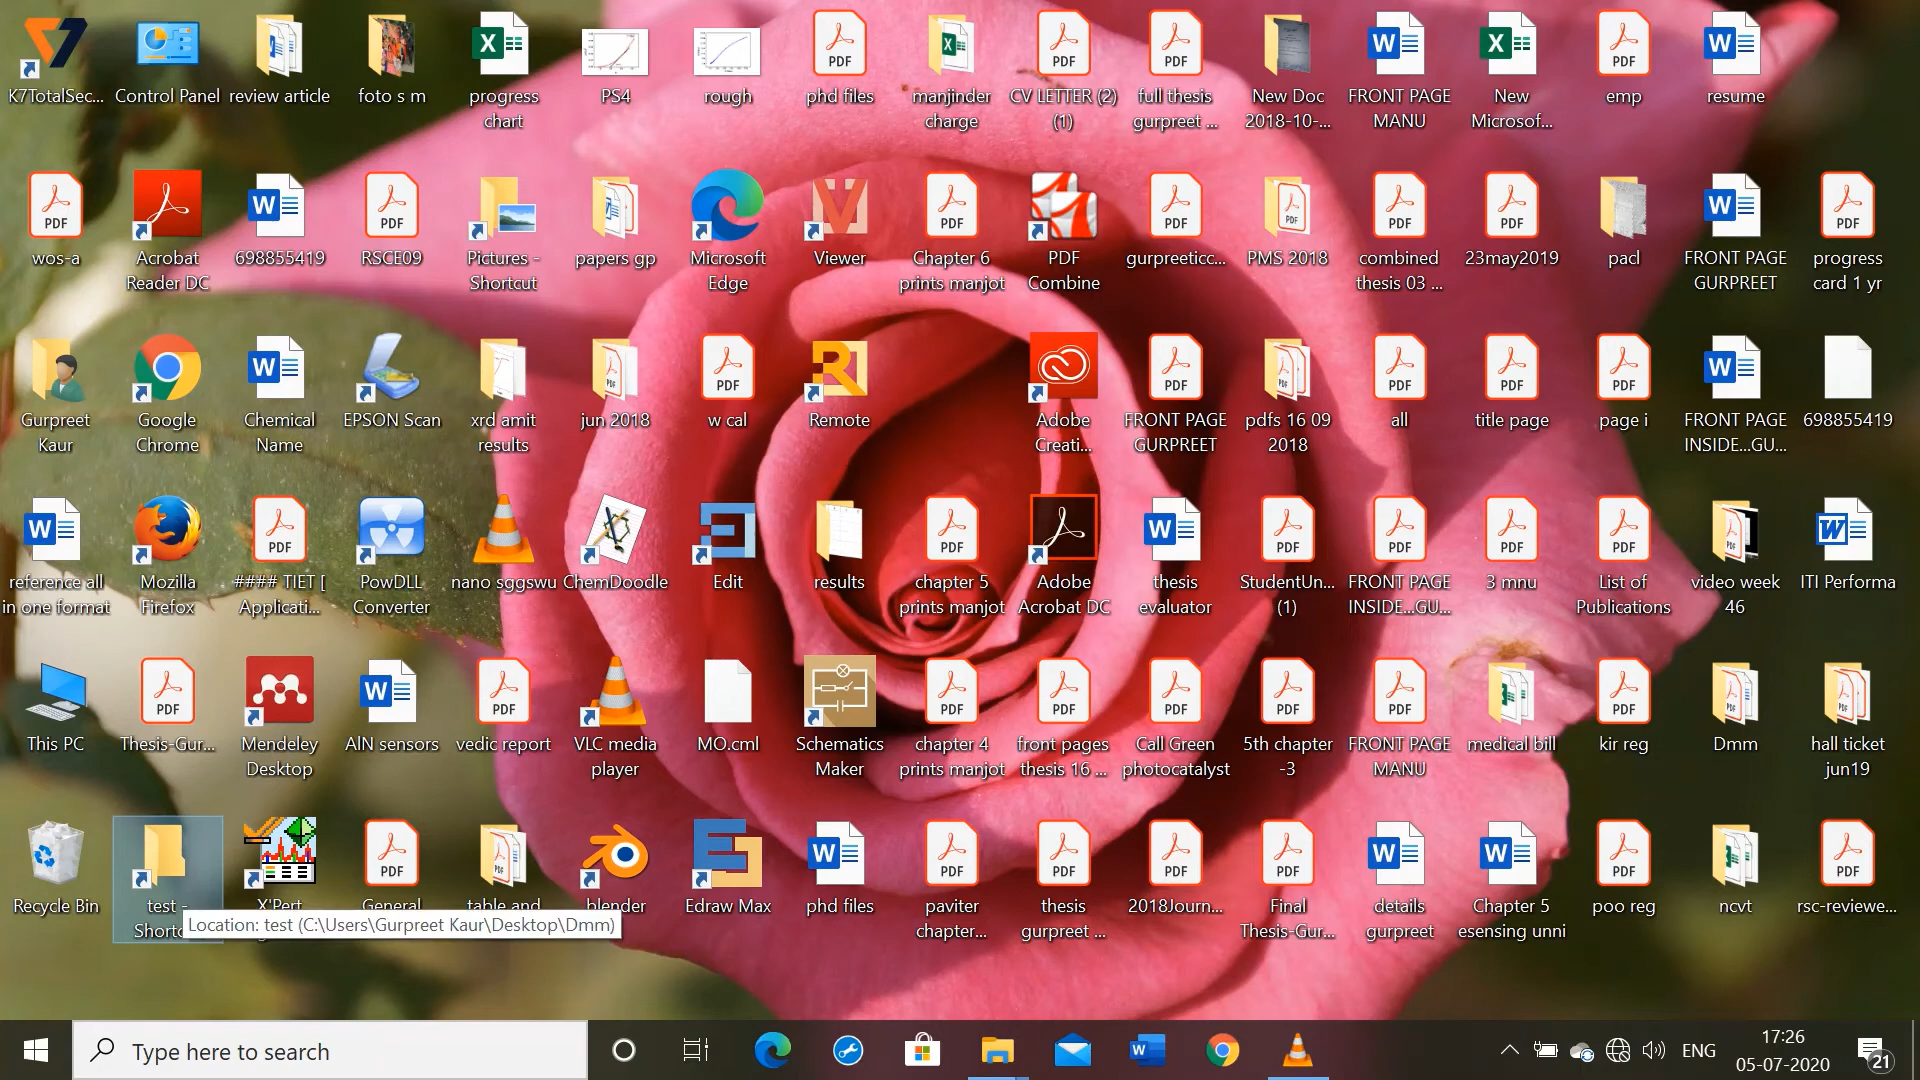 K7TotalSec...
Control Panel
review article
foto s m
progress
chart
PS4
rough
phd files
manjinder
charge
CV LETTER (2)
(1)
full thesis
gurpreet ...
New Doc
2018-10-...
FRONT PAGE
MANU
New
Microsof...
emp
resume
wos-a
Acrobat
Reader DC
698855419
RSCE09
Pictures -
Shortcut
papers gp
Microsoft
Edge
Viewer
Chapter 6
prints manjot
PDF
Combine
gurpreeticc...
PMS 2018
combined
thesis 03 ...
23may2019
pacl
FRONT PAGE
GURPREET
progress
card 1 yr
Gurpreet
Kaur
Google
Chrome
Chemical
Name
EPSON Scan
xrd amit
results
jun 2018
w cal
Remote
Adobe
Creati...
FRONT PAGE
GURPREET
pdfs 16 09
2018
all
title page
page i
FRONT PAGE
INSIDE...GU...
698855419
reference all
in one format
Mozilla
Firefox
#### TIET [
Applicati...
PowDLL
Converter
nano sggswu
ChemDoodle
Edit
results
chapter 5
prints manjot
Adobe
Acrobat DC
thesis
evaluator
StudentUn...
(1)
FRONT PAGE
INSIDE...GU...
3 mnu
List of
Publications
video week
46
ITI Performa
This PC
Thesis-Gur...
Mendeley
Desktop
AlN sensors
vedic report
VLC media
player
MO.cml
Schematics
Maker
chapter 4
prints manjot
front pages
thesis 16 ...
Call Green
photocatalyst
5th chapter
-3
FRONT PAGE
MANU
medical bill
kir reg
Dmm
hall ticket
jun19
Recycle Bin
test -
Shortc
X'Pert
General
table and
blender
Edraw Max
phd files
paviter
chapter...
thesis
gurpreet ...
2018Journ...
Final
Thesis-Gur...
details
gurpreet
Chapter 5
esensing unni
poo reg
ncvt
rsc-reviewe...
Location: test (C:\Users\Gurpreet Kaur\Desktop\Dmm)
Type here to search
ENG
17:26
05-07-2020
21